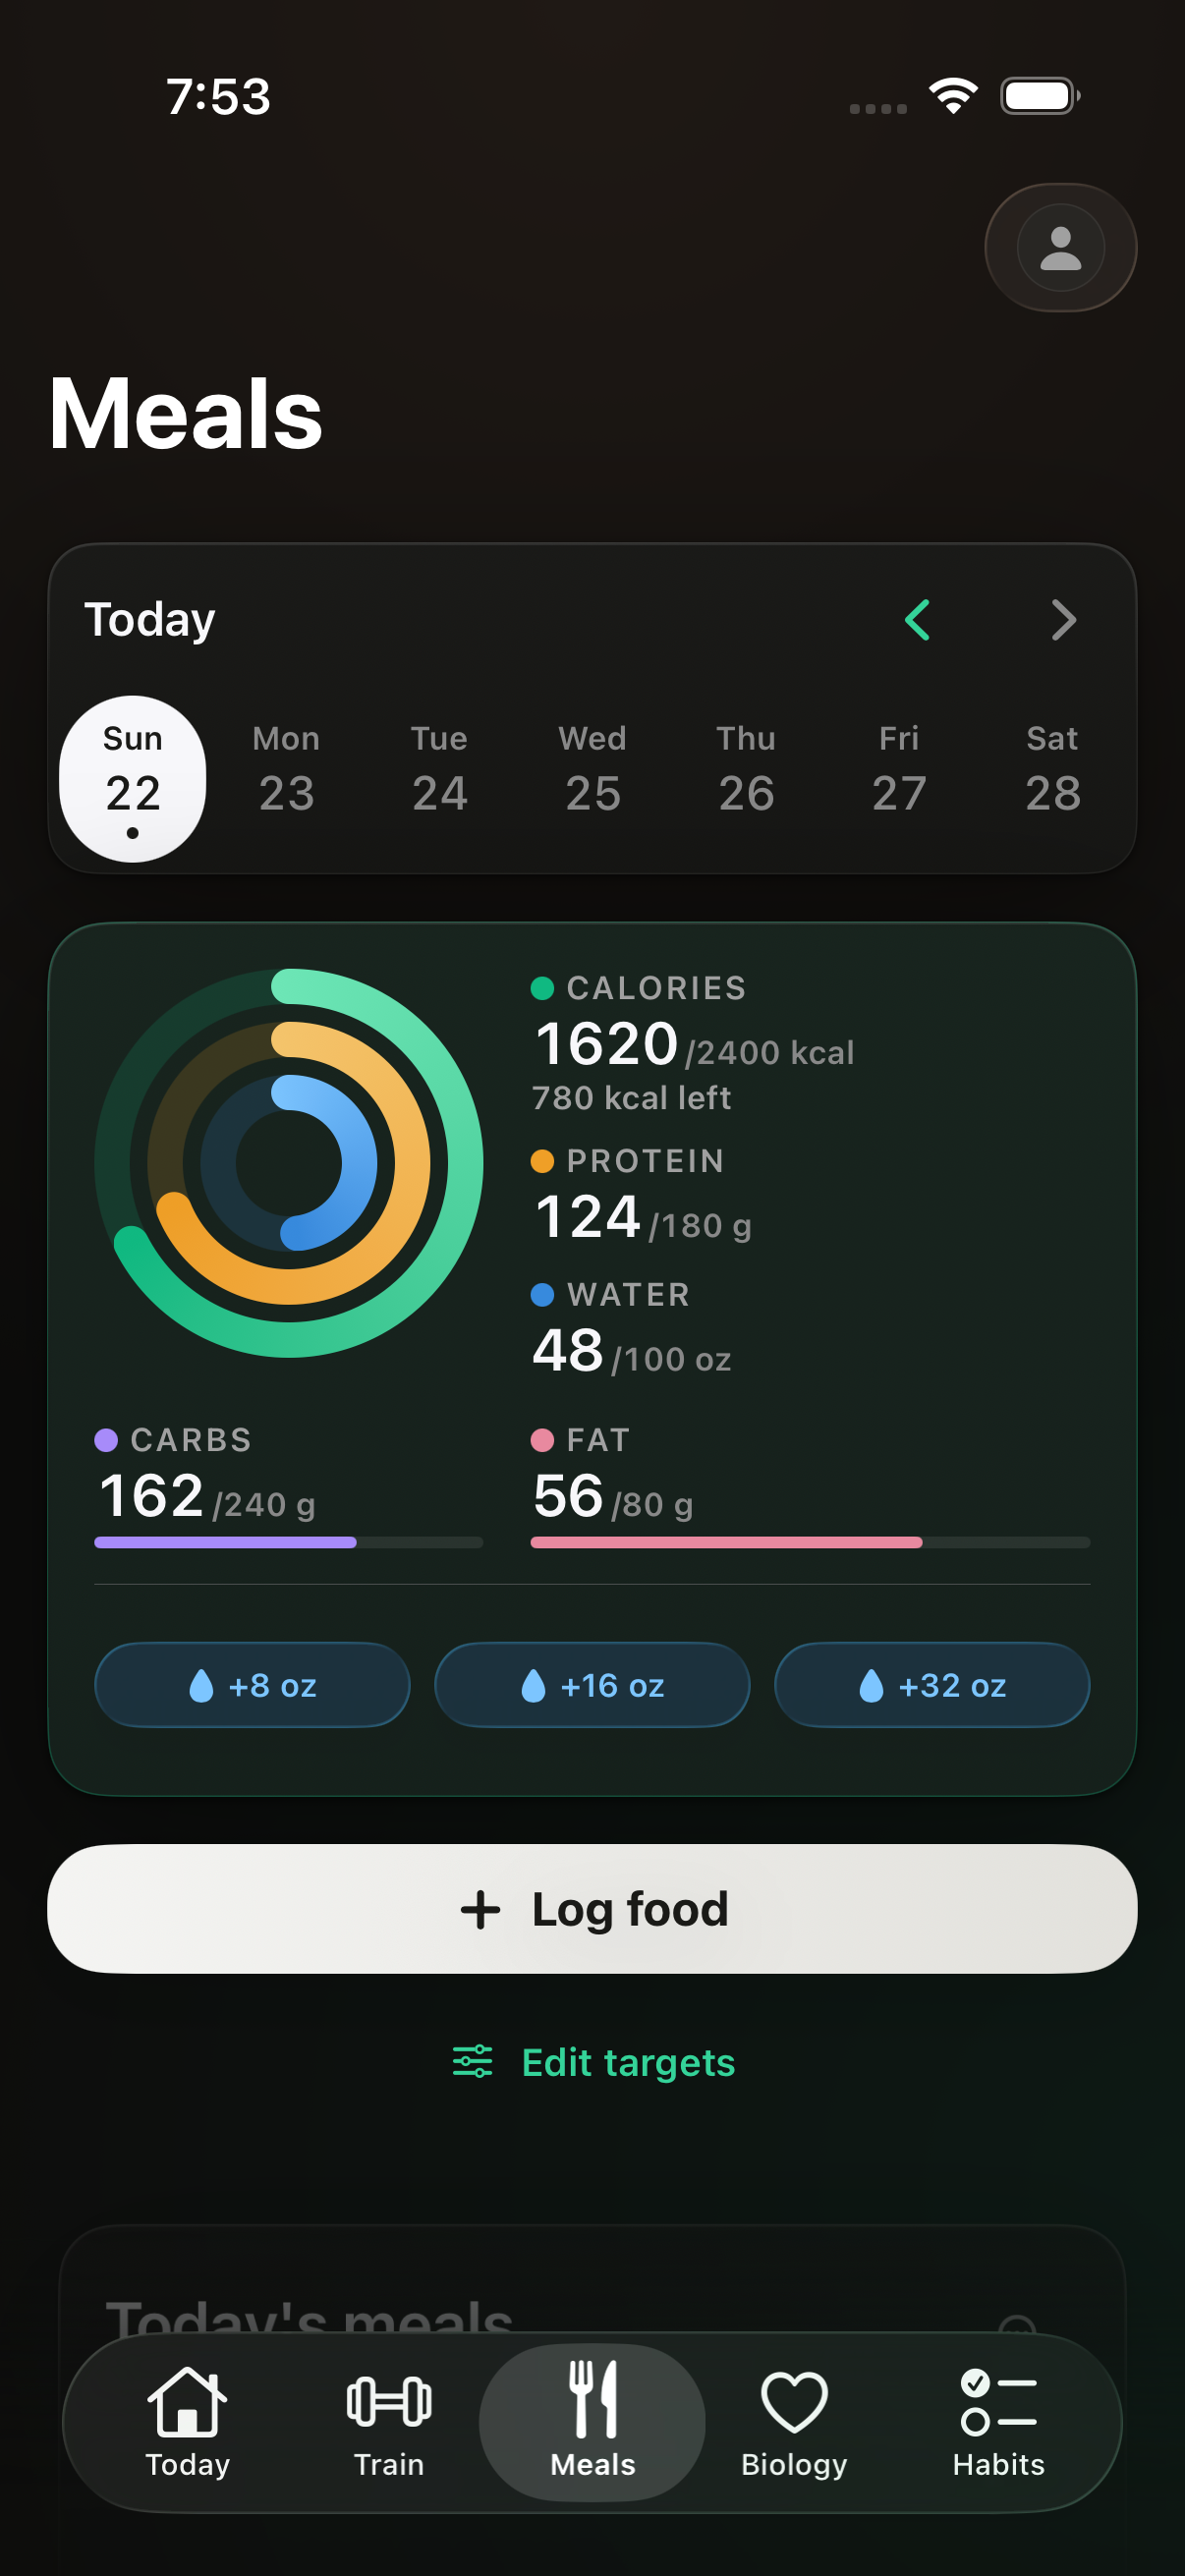 7:53
Meals
Today
Sun Mon Tue Wed Thu Fri Sat
22 23 24 25 26 27 28
CALORIES
1620/2400 kcal
780 kcal left
PROTEIN
124/180 g
WATER
48/100 oz
CARBS
162/240 g
FAT
56/80 g
+8 oz +16 oz +32 oz
+ Log food
Edit targets
Today's meals
Today Train Meals Biology Habits